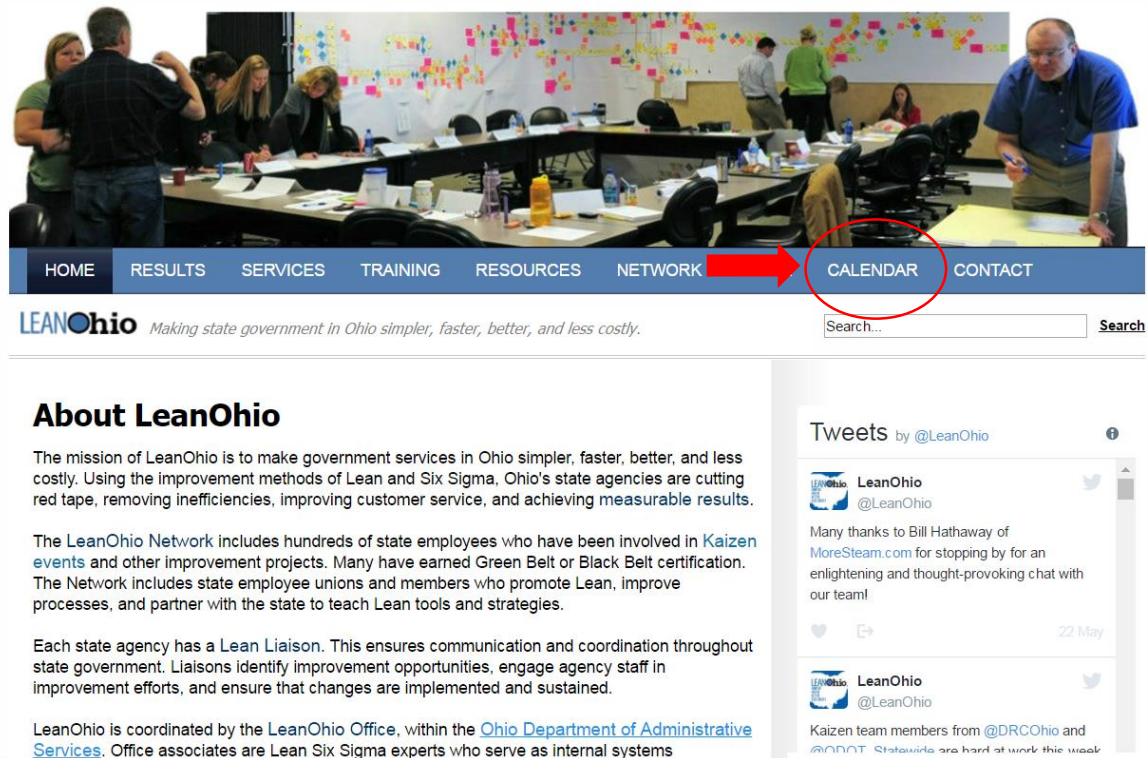 HOME RESULTS SERVICES TRAINING RESOURCES NETWORK CALENDAR CONTACT
LEANOhio Making state government in Ohio simpler, faster, better, and less costly.
Search... Search
About LeanOhio
The mission of LeanOhio is to make government services in Ohio simpler, faster, better, and less
costly. Using the improvement methods of Lean and Six Sigma, Ohio's state agencies are cutting
red tape, removing inefficiencies, improving customer service, and achieving measurable results.
The LeanOhio Network includes hundreds of state employees who have been involved in Kaizen
events and other improvement projects. Many have earned Green Belt or Black Belt certification.
The Network includes state employee unions and members who promote Lean, improve
processes, and partner with the state to teach Lean tools and strategies.
Each state agency has a Lean Liaison. This ensures communication and coordination throughout
state government. Liaisons identify improvement opportunities, engage agency staff in
improvement efforts, and ensure that changes are implemented and sustained.
LeanOhio is coordinated by the LeanOhio Office, within the Ohio Department of Administrative
Services. Office associates are Lean Six Sigma experts who serve as internal systems
Tweets by @LeanOhio
LeanOhio
@LeanOhio
Many thanks to Bill Hathaway of
MoreSteam.com for stopping by for an
enlightening and thought-provoking chat with
our team!
22 May
LeanOhio
@LeanOhio
Kaizen team members from @DRCOhio and
@ODOT_Statewide are hard at work this week